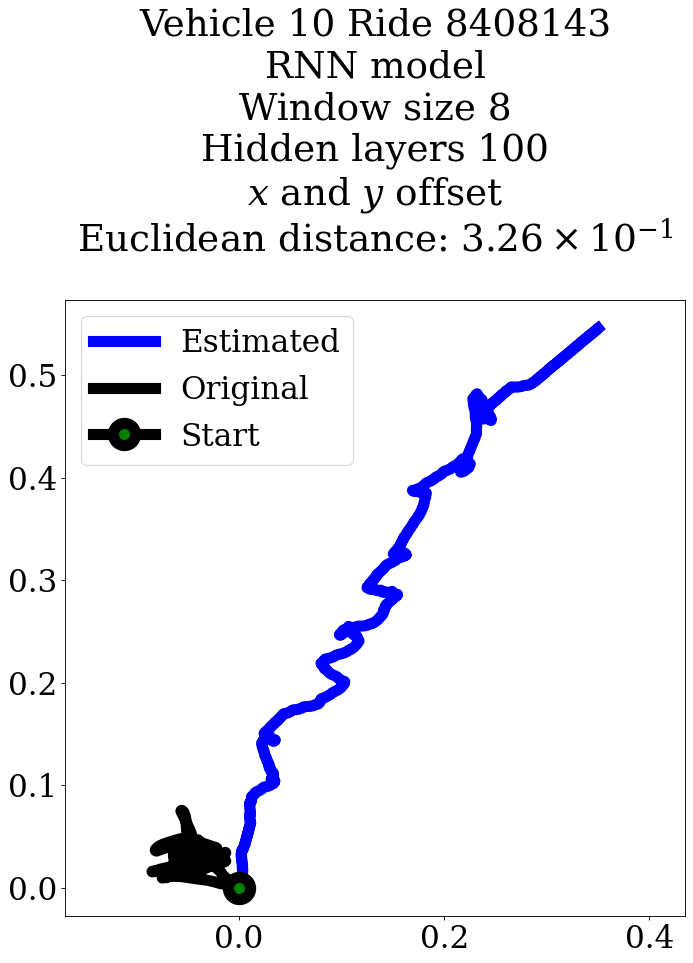 Vehicle 10 Ride 8408143
RNN model
Window size 8
Hidden layers 100
x and y offset
Euclidean distance: 3.26 × 10⁻¹
Estimated
Original
Start
0.5
0.4
0.3
0.2
0.1
0.0
0.0 0.2 0.4